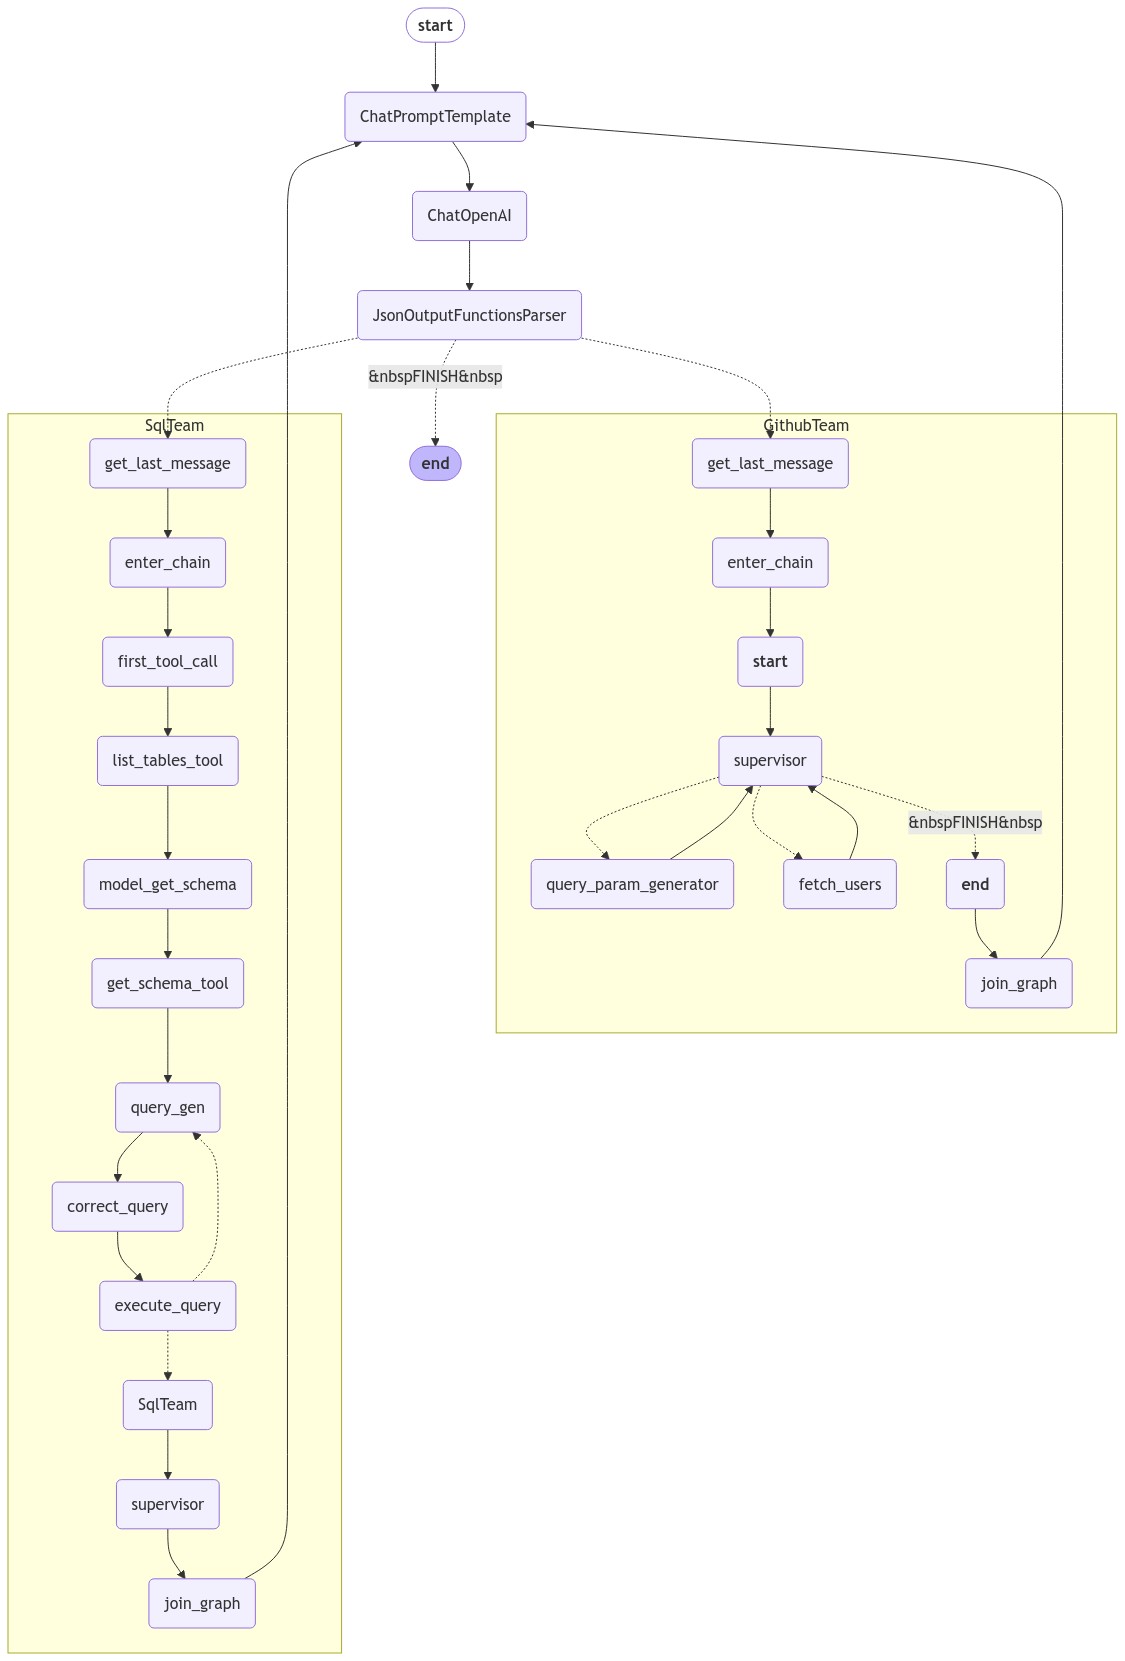 start
ChatPromptTemplate
ChatOpenAI
JsonOutputFunctionsParser
&nbspFINISH&nbsp
end
SqlTeam
get_last_message
enter_chain
first_tool_call
list_tables_tool
model_get_schema
get_schema_tool
query_gen
correct_query
execute_query
SqlTeam
supervisor
join_graph
GithubTeam
get_last_message
enter_chain
start
supervisor
&nbspFINISH&nbsp
query_param_generator
fetch_users
end
join_graph